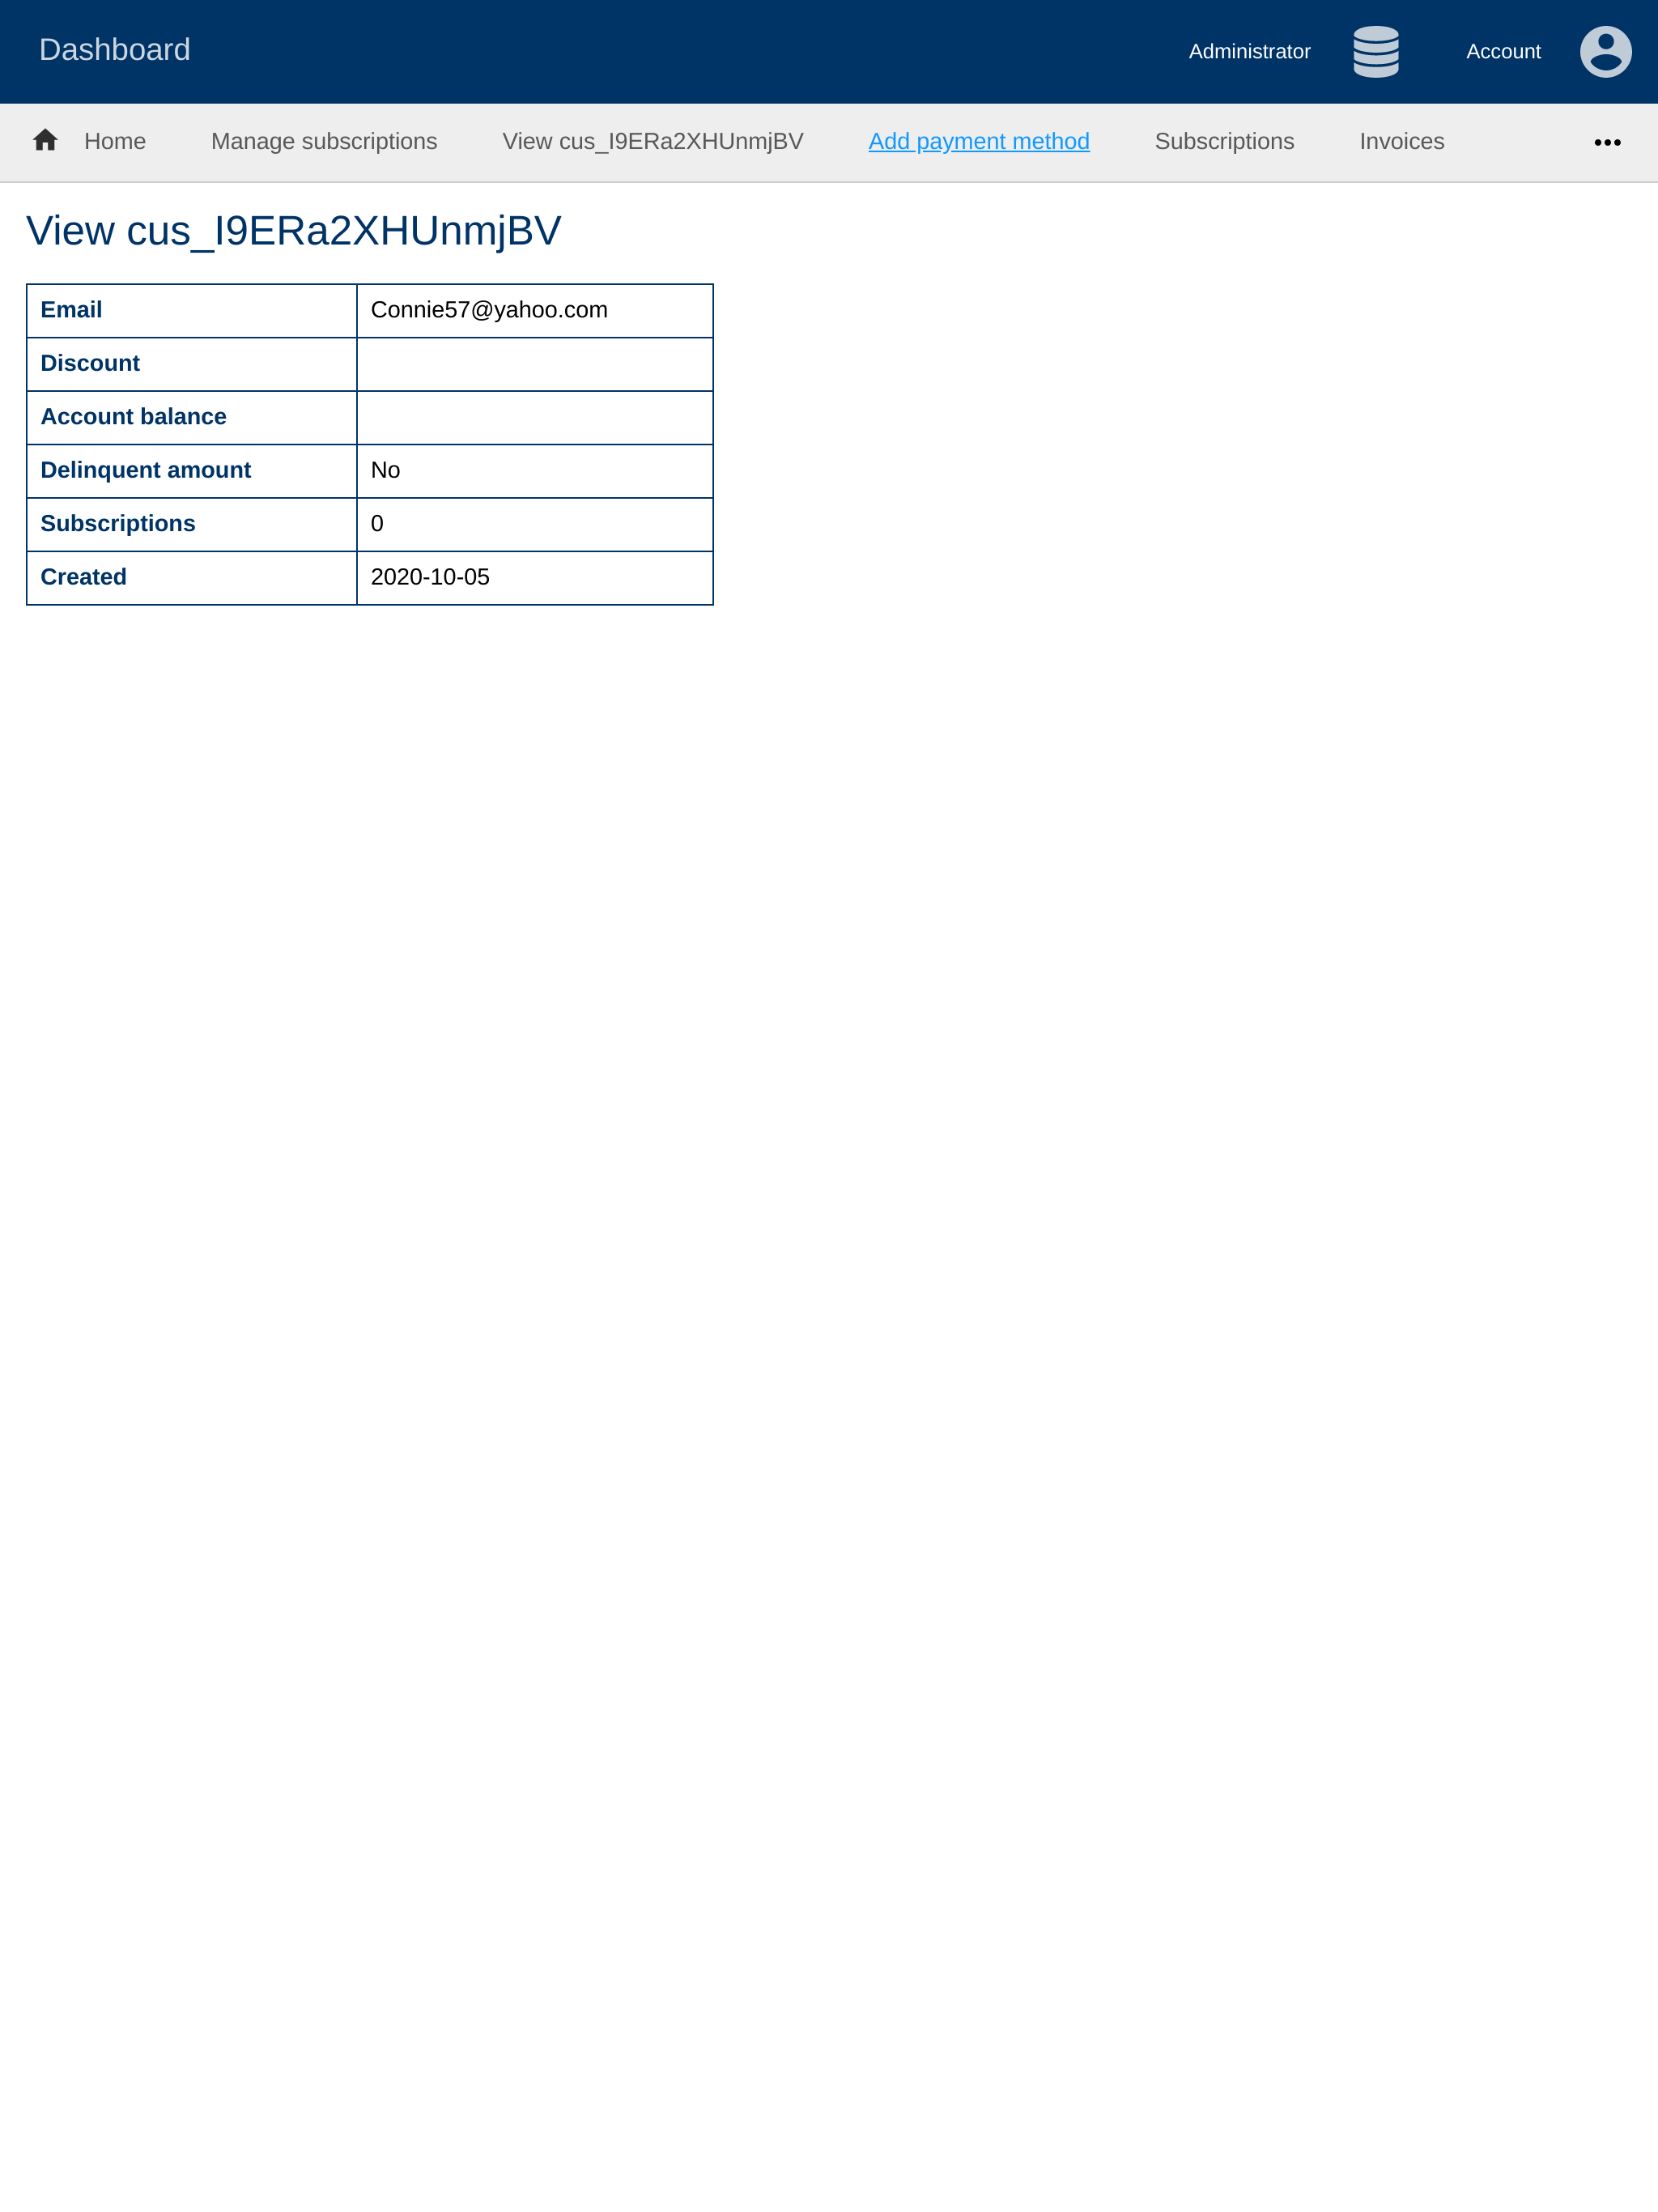 Dashboard
Administrator
Account
Home
Manage subscriptions
View cus_I9ERa2XHUnmjBV
Add payment method
Subscriptions
Invoices
View cus_I9ERa2XHUnmjBV
Email Connie57@yahoo.com
Discount
Account balance
Delinquent amount No
Subscriptions 0
Created 2020-10-05